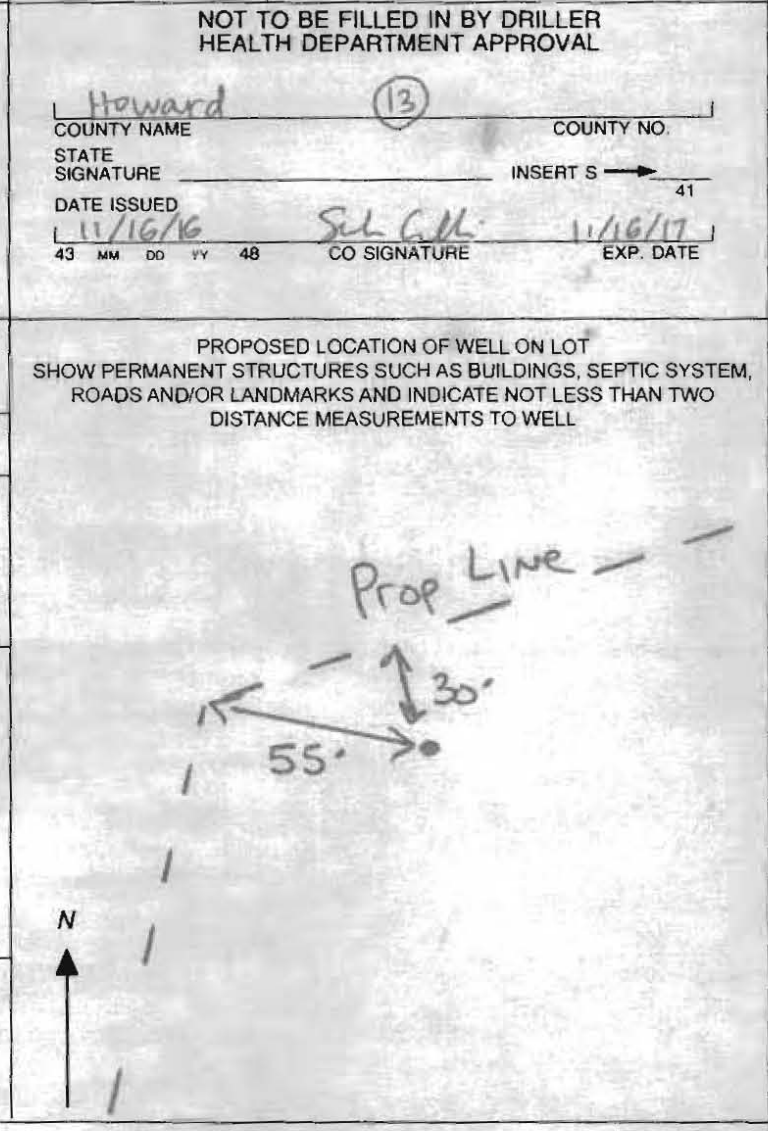 NOT TO BE FILLED IN BY DRILLER
HEALTH DEPARTMENT APPROVAL
Howard 13
COUNTY NAME COUNTY NO.
STATE
SIGNATURE INSERT S
41
DATE ISSUED
11/16/16 11/16/17
43 MM DD YY 48 CO SIGNATURE EXP. DATE
PROPOSED LOCATION OF WELL ON LOT
SHOW PERMANENT STRUCTURES SUCH AS BUILDINGS, SEPTIC SYSTEM,
ROADS AND/OR LANDMARKS AND INDICATE NOT LESS THAN TWO
DISTANCE MEASUREMENTS TO WELL
Prop LINE
30'
55'
N